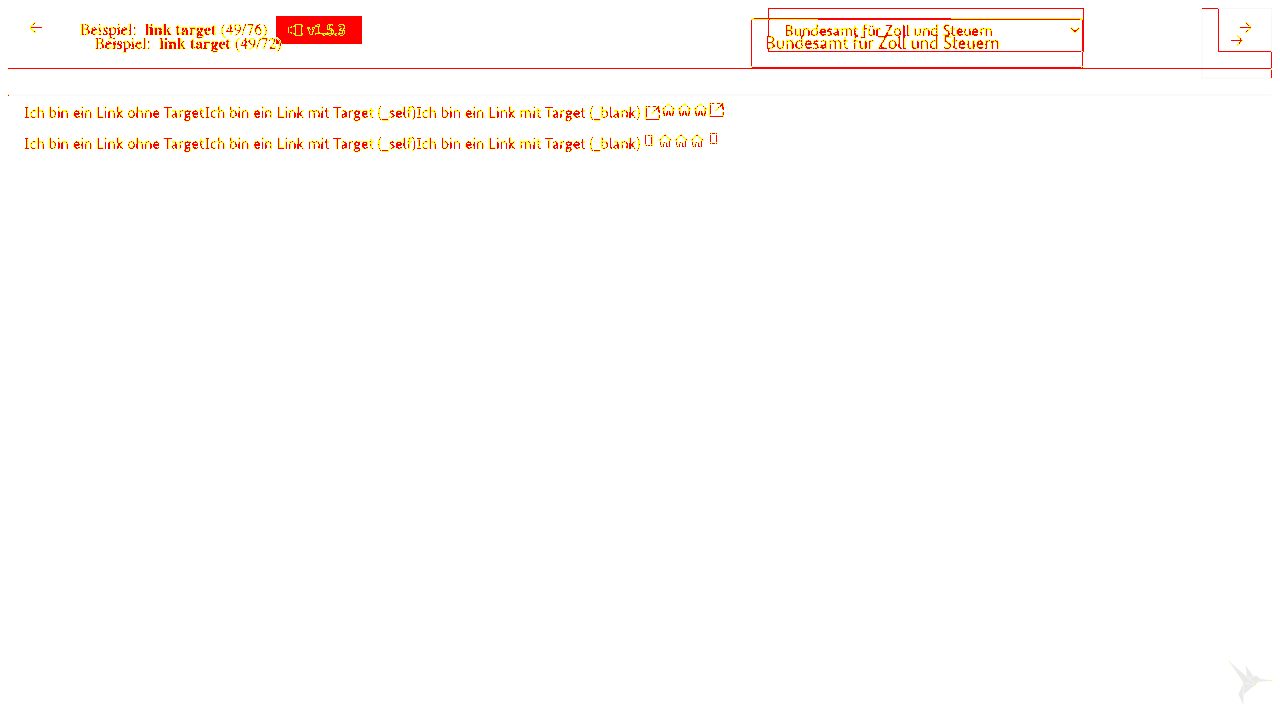 Beispiel: link target (49/76) v1.5.3
Beispiel: link target (49/72)
Bundesamt für Zoll und Steuern
Bundesamt für Zoll und Steuern
Ich bin ein Link ohne TargetIch bin ein Link mit Target (_self)Ich bin ein Link mit Target (_blank)
Ich bin ein Link ohne TargetIch bin ein Link mit Target (_self)Ich bin ein Link mit Target (_blank)